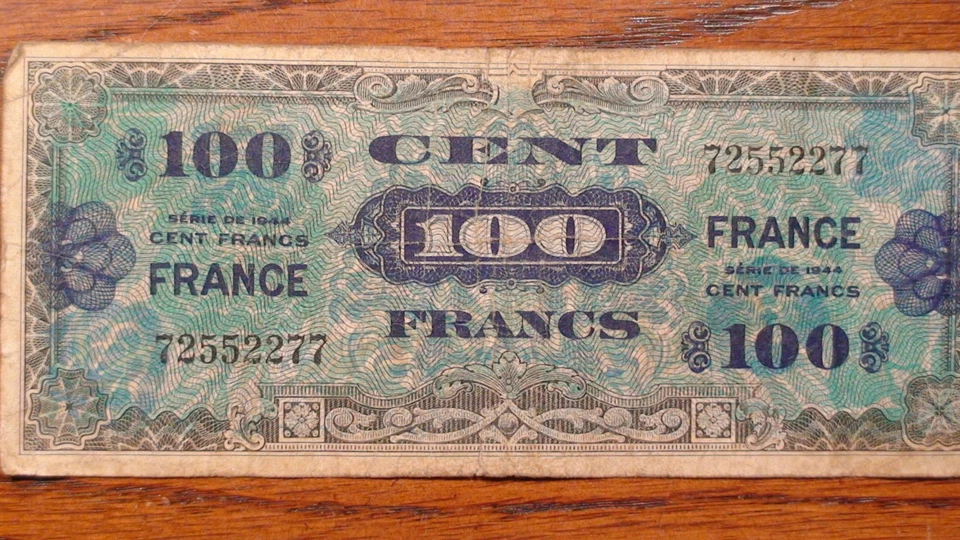 100
CENT
72552277
SÉRIE DE 1944
CENT FRANCS
FRANCE
100
FRANCE
SÉRIE DE 1944
CENT FRANCS
72552277
FRANCS
100